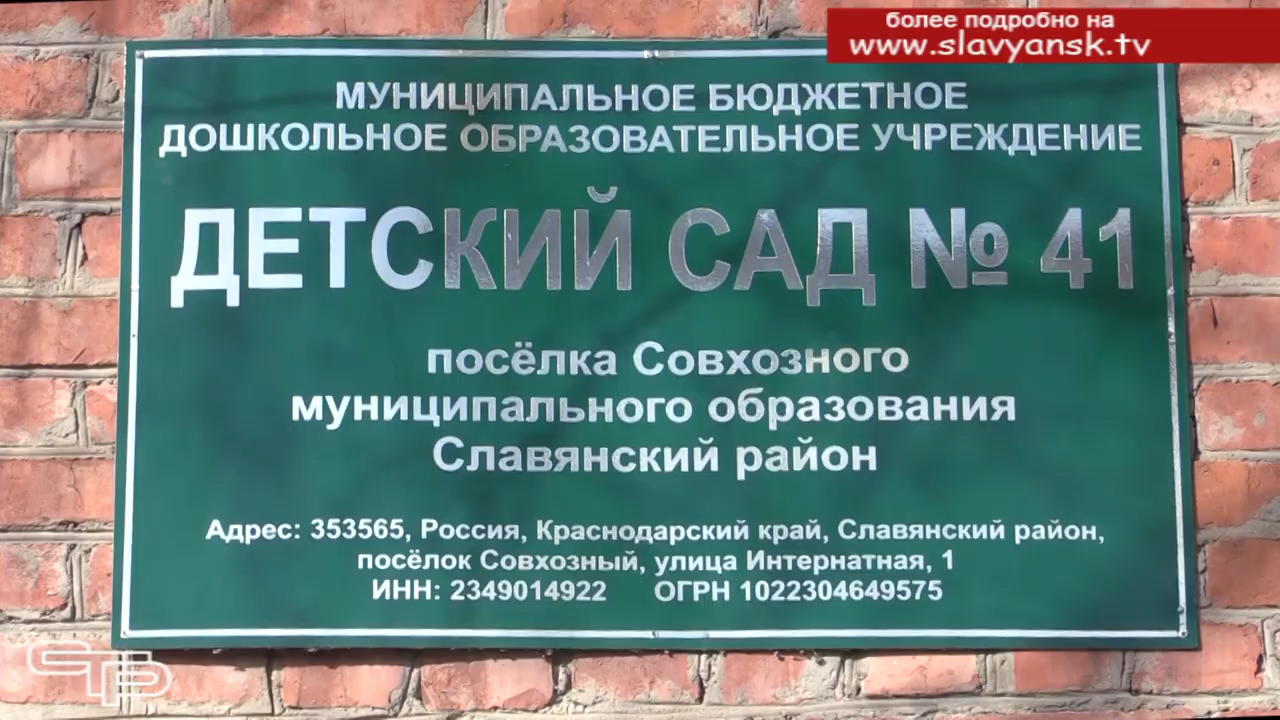 более подробно на
www.slavyansk.tv
МУНИЦИПАЛЬНОЕ БЮДЖЕТНОЕ
ДОШКОЛЬНОЕ ОБРАЗОВАТЕЛЬНОЕ УЧРЕЖДЕНИЕ
ДЕТСКИЙ САД № 41
посёлка Совхозного
муниципального образования
Славянский район
Адрес: 353565, Россия, Краснодарский край, Славянский район,
посёлок Совхозный, улица Интернатная, 1
ИНН: 2349014922 ОГРН 1022304649575